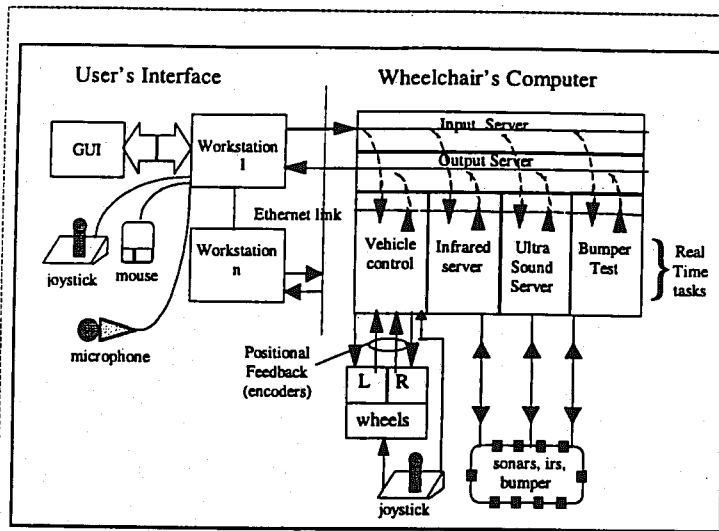 User's Interface
Wheelchair's Computer
GUI
Workstation
1
Input Server
Output Server
Ethernet link
joystick
mouse
Workstation
n
Vehicle
control
Infrared
server
Ultra
Sound
Server
Bumper
Test
Real
Time
tasks
microphone
Positional
Feedback
(encoders)
L R
wheels
joystick
sonars, irs,
bumper